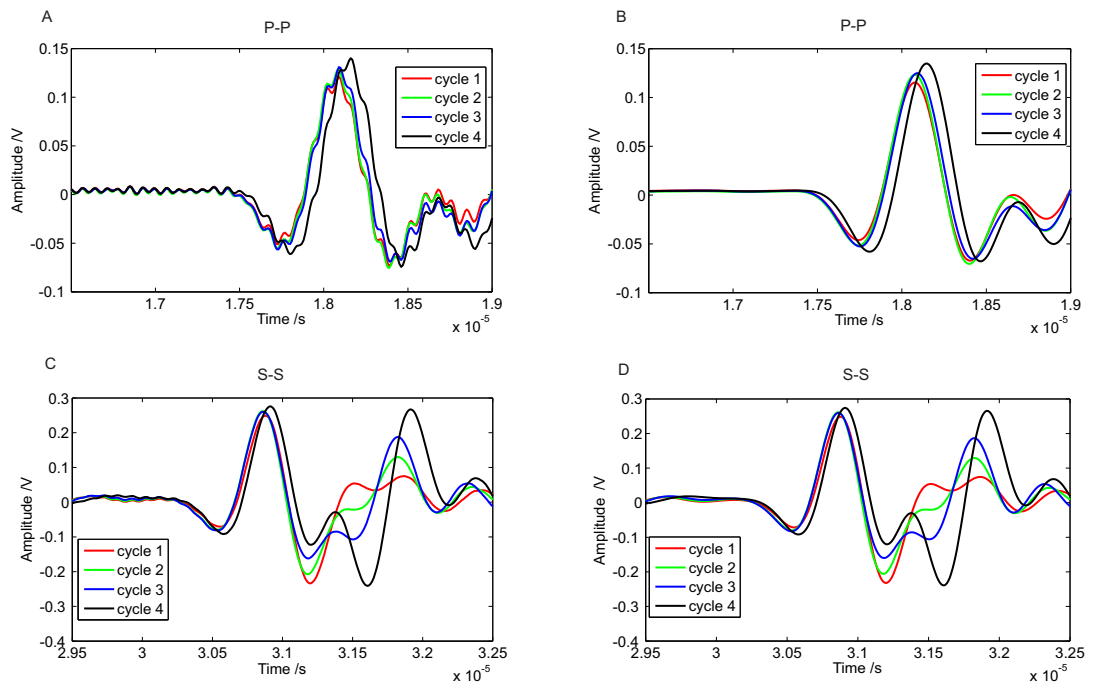 A
P-P
0.15
0.1
0.05
0
-0.05
-0.1
Amplitude /V
cycle 1
cycle 2
cycle 3
cycle 4
1.7
1.75
1.8
1.85
1.9
Time /s
x 10-5
B
P-P
0.15
0.1
0.05
0
-0.05
-0.1
Amplitude /V
cycle 1
cycle 2
cycle 3
cycle 4
1.7
1.75
1.8
1.85
1.9
Time /s
x 10-5
C
S-S
0.3
0.2
0.1
0
-0.1
-0.2
-0.3
-0.4
Amplitude /V
cycle 1
cycle 2
cycle 3
cycle 4
2.95
3
3.05
3.1
3.15
3.2
3.25
Time /s
x 10-5
D
S-S
0.3
0.2
0.1
0
-0.1
-0.2
-0.3
-0.4
Amplitude /V
cycle 1
cycle 2
cycle 3
cycle 4
2.95
3
3.05
3.1
3.15
3.2
3.25
Time /s
x 10-5